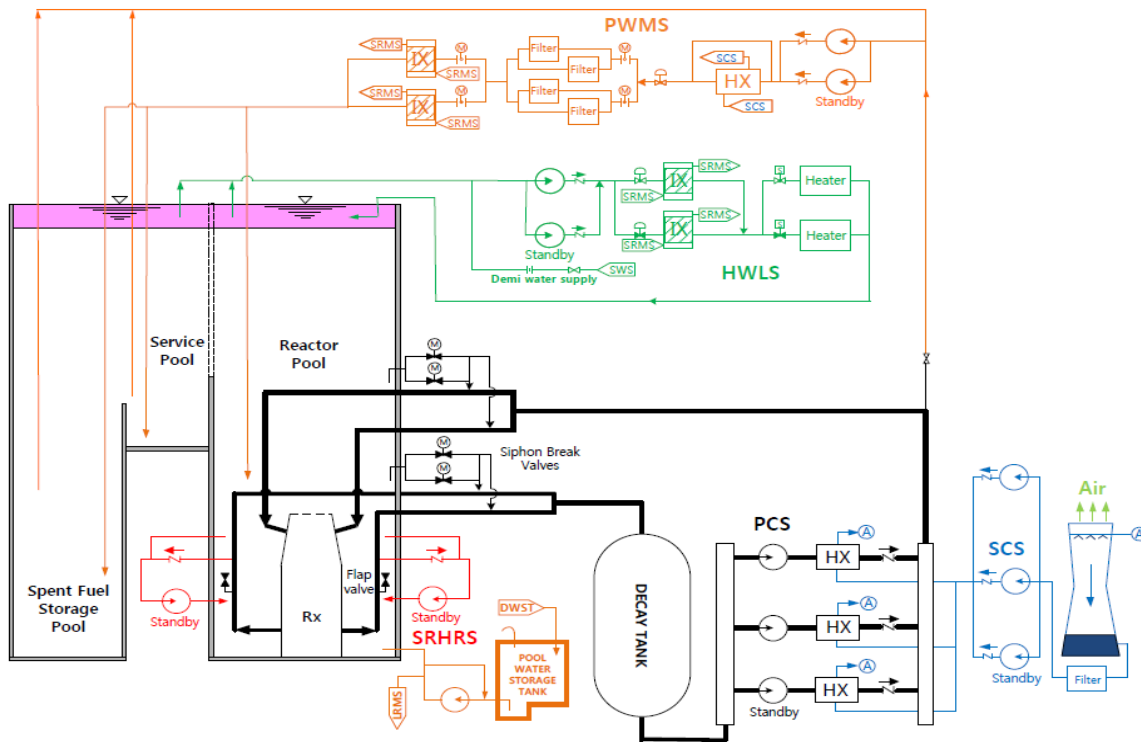 PWMS
SRMS
IX
SRMS
M
Filter
Filter
M
SCS
HX
SCS
Standby
SRMS
IX
SRMS
M
Filter
Filter
M
SRMS
IX
SRMS
S
Heater
SRMS
IX
SRMS
S
Heater
Standby
HWLS
SWS
Demi water supply
Service
Pool
Reactor
Pool
M
M
M
M
Siphon Break
Valves
Spent Fuel
Storage
Pool
Standby
Flap
valve
Rx
Standby
SRHRS
DWST
POOL
WATER
STORAGE
TANK
LRMS
DECAY TANK
PCS
A
HX
A
HX
A
HX
Standby
SCS
Standby
Air
A
Filter